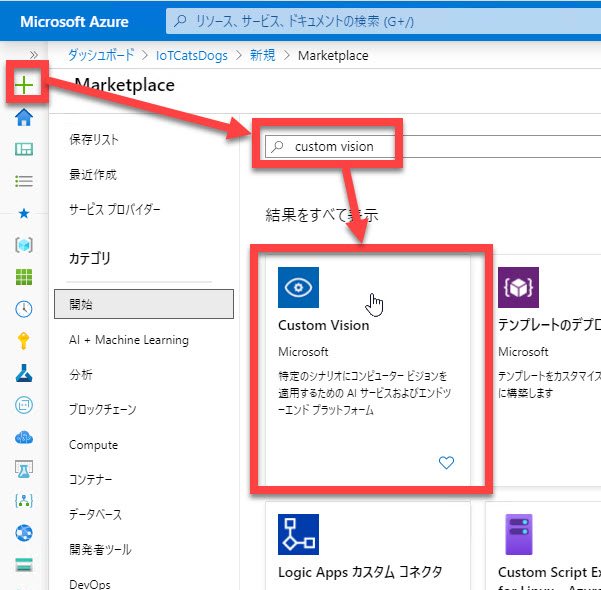 Microsoft Azure
リソース、サービス、ドキュメントの検索 (G+/)
ダッシュボード > IoTCatsDogs > 新規 > Marketplace
Marketplace
保存リスト
最近作成
サービス プロバイダー
カテゴリ
開始
AI + Machine Learning
分析
ブロックチェーン
Compute
コンテナー
データベース
開発者ツール
DevOps
custom vision
結果をすべて表示
Custom Vision
Microsoft
特定のシナリオにコンピューター ビジョンを
適用するための AI サービスおよびエンドツ
ーエンド プラットフォーム
テンプレートのデプロ
Microsoft
テンプレートをカスタマイズ
に構築します
Logic Apps カスタム コネクタ
Custom Script Ex
for Linux - Azure